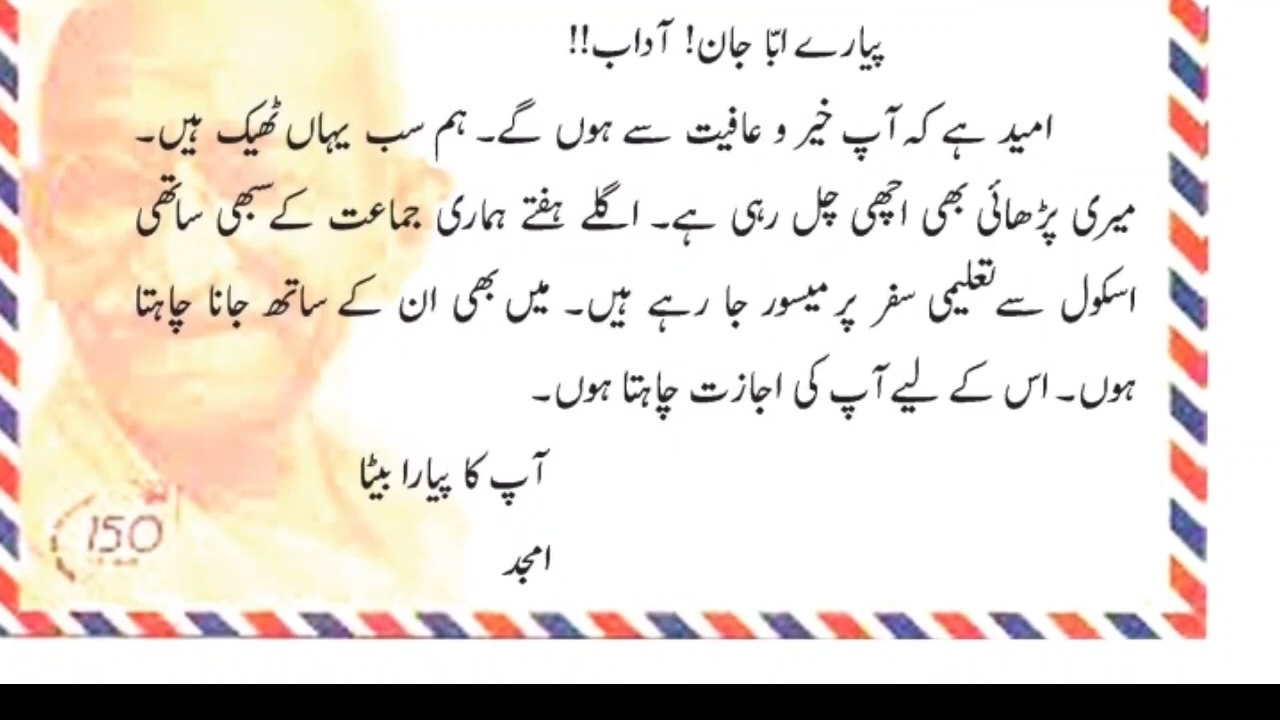 پیارے ابّا جان! آداب!!
امید ہے کہ آپ خیر و عافیت سے ہوں گے۔ ہم سب یہاں ٹھیک ہیں۔
میری پڑھائی بھی اچھی چل رہی ہے۔ اگلے ہفتے ہماری جماعت کے سبھی ساتھی
اسکول سے تعلیمی سفر پر میسور جا رہے ہیں۔ میں بھی ان کے ساتھ جانا چاہتا
ہوں۔ اس کے لیے آپ کی اجازت چاہتا ہوں۔
آپ کا پیارا بیٹا
امجد
150